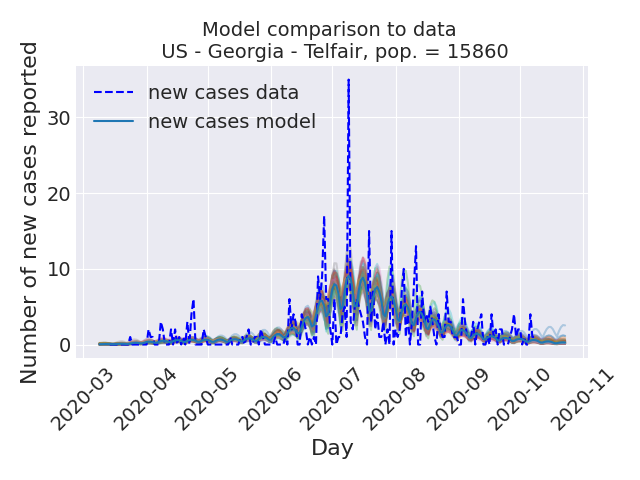 Model comparison to data
US - Georgia - Telfair, pop. = 15860
Number of new cases reported
30
20
10
0
new cases data
new cases model
2020-03
2020-04
2020-05
2020-06
2020-07
2020-08
2020-09
2020-10
2020-11
Day